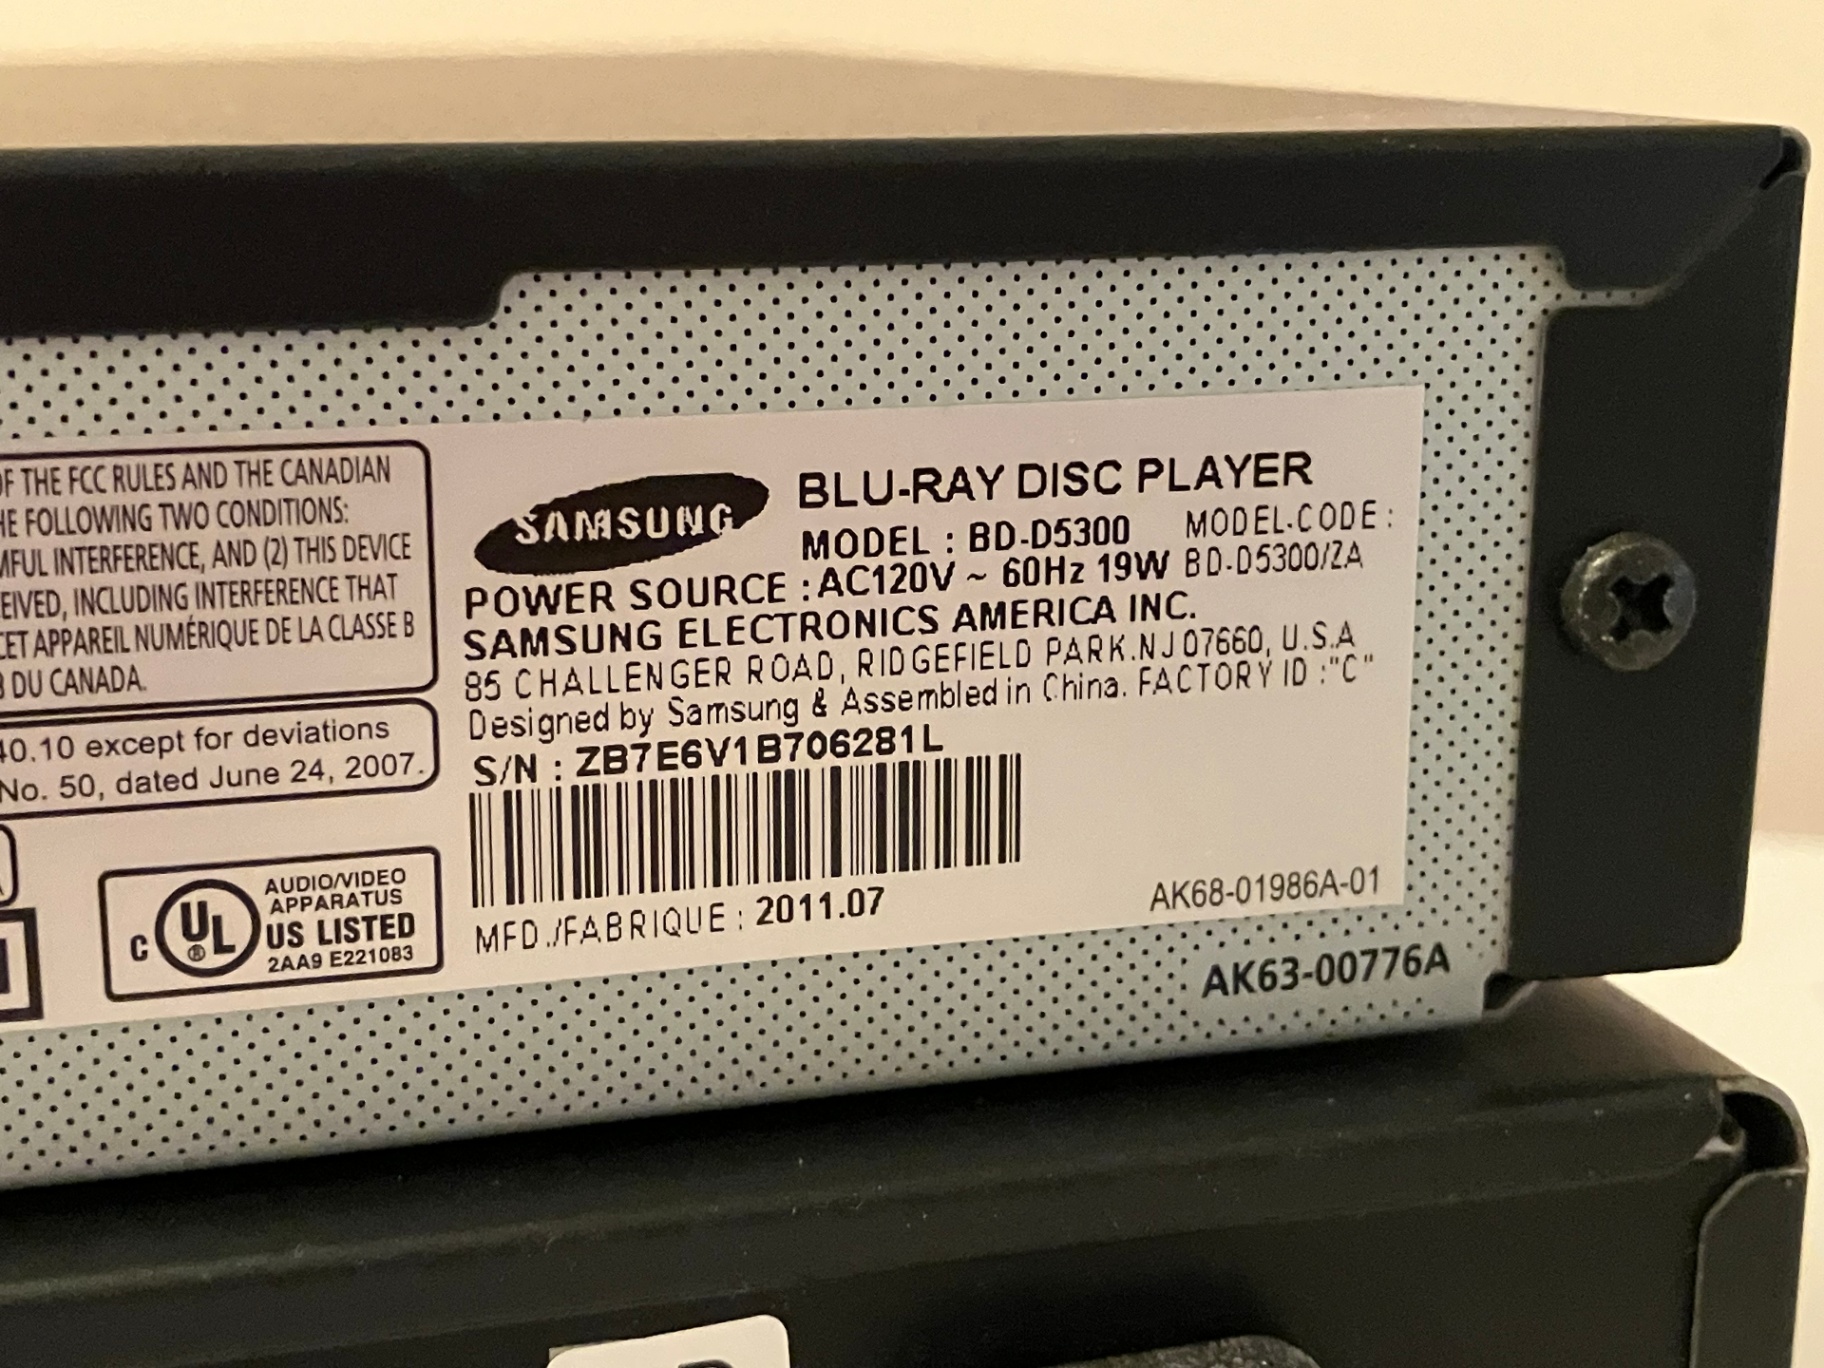 OF THE FCC RULES AND THE CANADIAN
THE FOLLOWING TWO CONDITIONS:
MFUL INTERFERENCE, AND (2) THIS DEVICE
CEIVED, INCLUDING INTERFERENCE THAT
CET APPAREIL NUMÉRIQUE DE LA CLASSE B
B DU CANADA.
40.10 except for deviations
No. 50, dated June 24, 2007.
C UL ®
AUDIO/VIDEO
APPARATUS
US LISTED
2AA9 E221083
SAMSUNG
BLU-RAY DISC PLAYER
MODEL : BD-D5300
MODEL-CODE :
BD-D5300/ZA
POWER SOURCE : AC120V ~ 60Hz 19W
SAMSUNG ELECTRONICS AMERICA INC.
85 CHALLENGER ROAD, RIDGEFIELD PARK.NJ 07660, U.S.A
Designed by Samsung & Assembled in China. FACTORY ID :"C"
S/N : ZB7E6V1B706281L
MFD./FABRIQUE : 2011.07
AK68-01986A-01
AK63-00776A